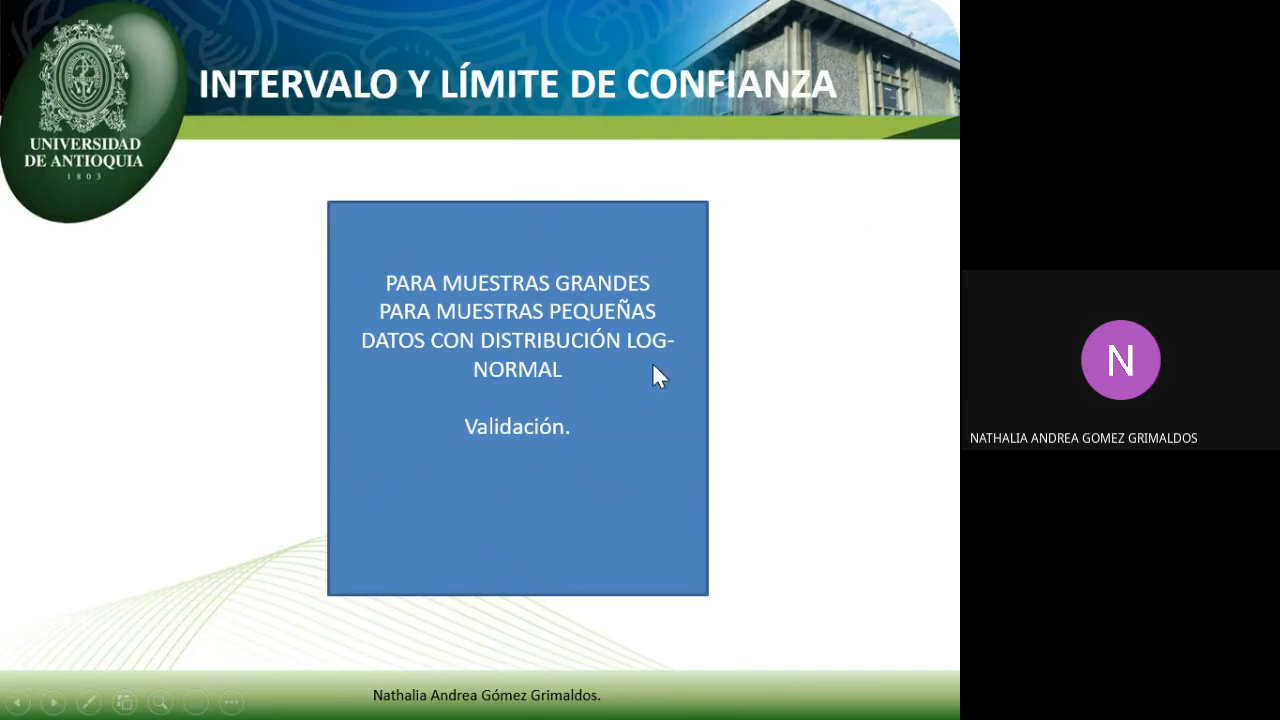 INTERVALO Y LÍMITE DE CONFIANZA
UNIVERSIDAD
DE ANTIOQUIA
1803
PARA MUESTRAS GRANDES
PARA MUESTRAS PEQUEÑAS
DATOS CON DISTRIBUCIÓN LOG-
NORMAL
Validación.
N
NATHALIA ANDREA GOMEZ GRIMALDOS
Nathalia Andrea Gómez Grimaldos.